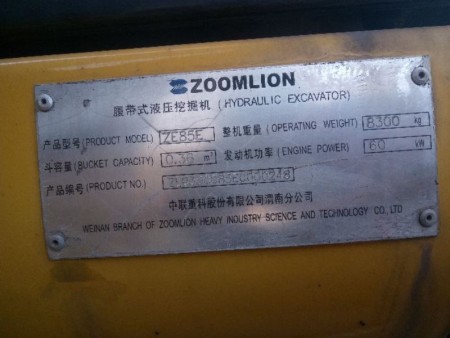 ZOOMLION
履带式液压挖掘机 (HYDRAULIC EXCAVATOR)
产品型号(PRODUCT MODEL) ZE85E 整机重量(OPERATING WEIGHT) 8300 kg
斗容量(BUCKET CAPACITY) 0.35 m³ 发动机功率(ENGINE POWER) 60 kW
产品编号(PRODUCT NO.)
中联重科股份有限公司渭南分公司
WEINAN BRANCH OF ZOOMLION HEAVY INDUSTRY SCIENCE AND TECHNOLOGY CO., LTD